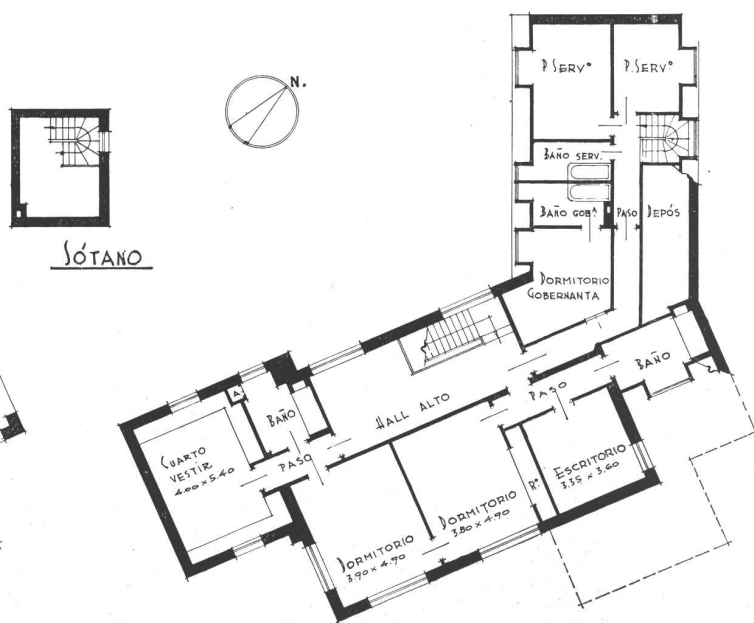 N.
SÓTANO
P. SERVº
P. SERVº
BAÑO SERV.
BAÑO GOBª
PASO
DEPÓS
DORMITORIO
GOBERNANTA
BAÑO
PASO
HALL ALTO
A.
BAÑO
PASO
CUARTO
VESTIR
4.00 x 5.40
ESCRITORIO
3.35 x 3.60
Rº.
DORMITORIO
3.80 x 4.90
DORMITORIO
3.90 x 4.90